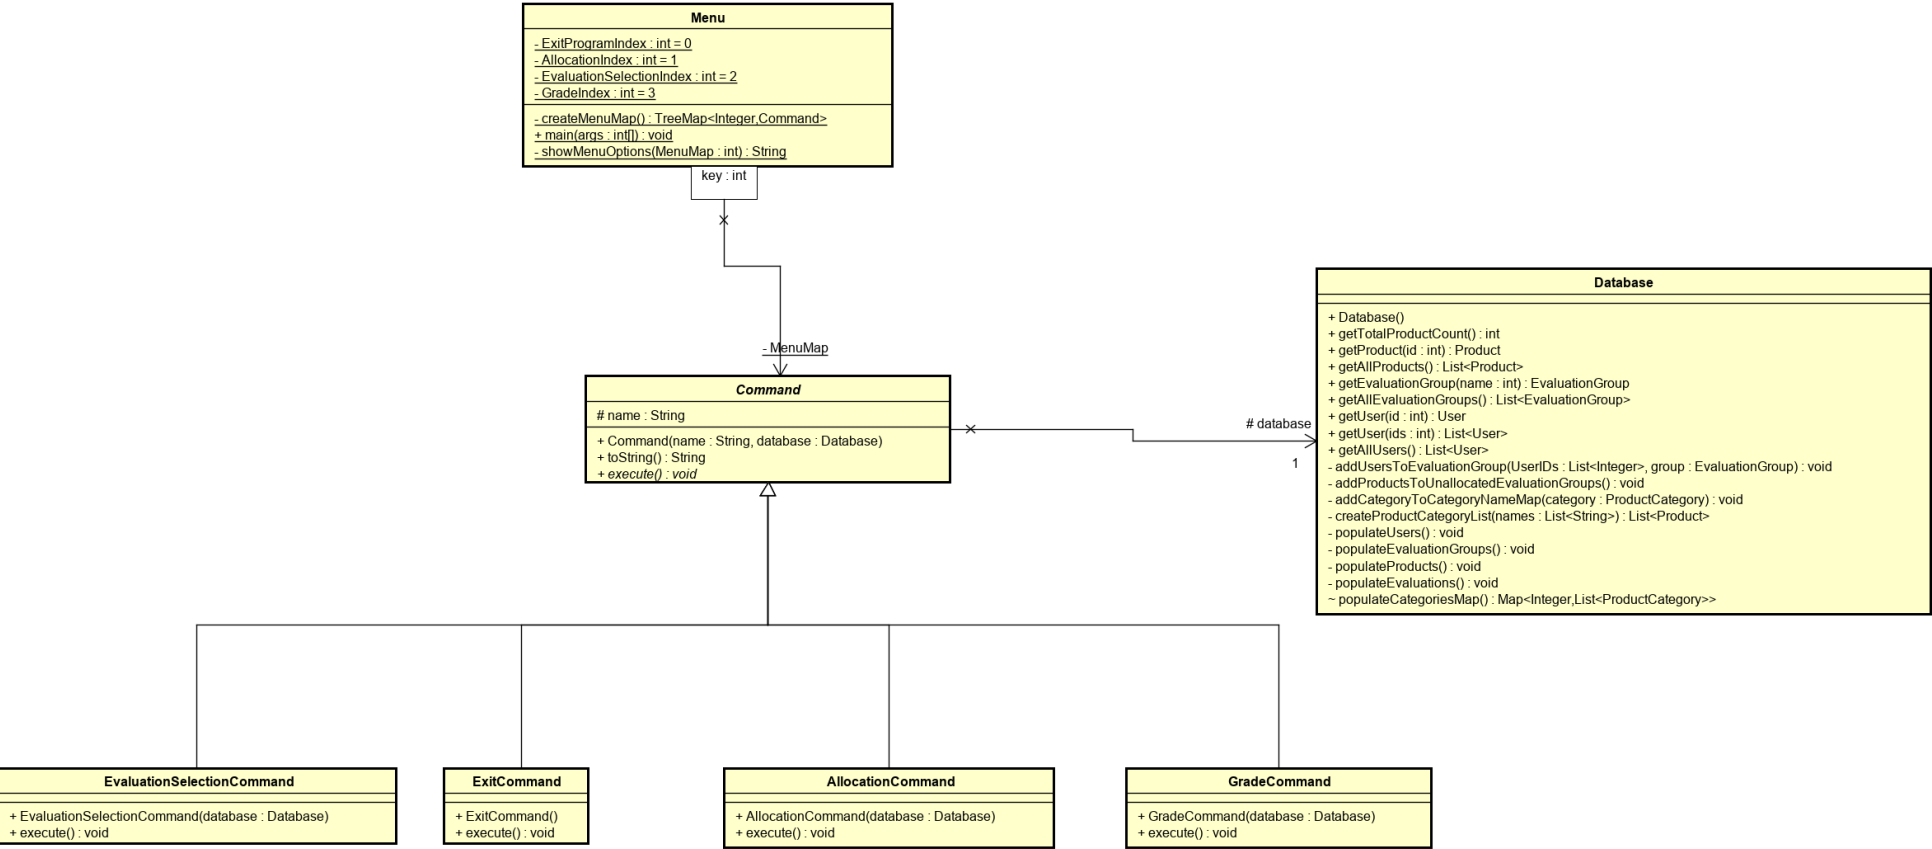 Menu
- ExitProgramIndex : int = 0
- AllocationIndex : int = 1
- EvaluationSelectionIndex : int = 2
- GradeIndex : int = 3
- createMenuMap() : TreeMap<Integer,Command>
+ main(args : int[]) : void
- showMenuOptions(MenuMap : int) : String
key : int
- MenuMap
Command
# name : String
+ Command(name : String, database : Database)
+ toString() : String
+ execute() : void
# database
1
Database
+ Database()
+ getTotalProductCount() : int
+ getProduct(id : int) : Product
+ getAllProducts() : List<Product>
+ getEvaluationGroup(name : int) : EvaluationGroup
+ getAllEvaluationGroups() : List<EvaluationGroup>
+ getUser(id : int) : User
+ getUser(ids : int) : List<User>
+ getAllUsers() : List<User>
- addUsersToEvaluationGroup(UserIDs : List<Integer>, group : EvaluationGroup) : void
- addProductsToUnallocatedEvaluationGroups() : void
- addCategoryToCategoryNameMap(category : ProductCategory) : void
- createProductCategoryList(names : List<String>) : List<Product>
- populateUsers() : void
- populateEvaluationGroups() : void
- populateProducts() : void
- populateEvaluations() : void
~ populateCategoriesMap() : Map<Integer,List<ProductCategory>>
EvaluationSelectionCommand
+ EvaluationSelectionCommand(database : Database)
+ execute() : void
ExitCommand
+ ExitCommand()
+ execute() : void
AllocationCommand
+ AllocationCommand(database : Database)
+ execute() : void
GradeCommand
+ GradeCommand(database : Database)
+ execute() : void